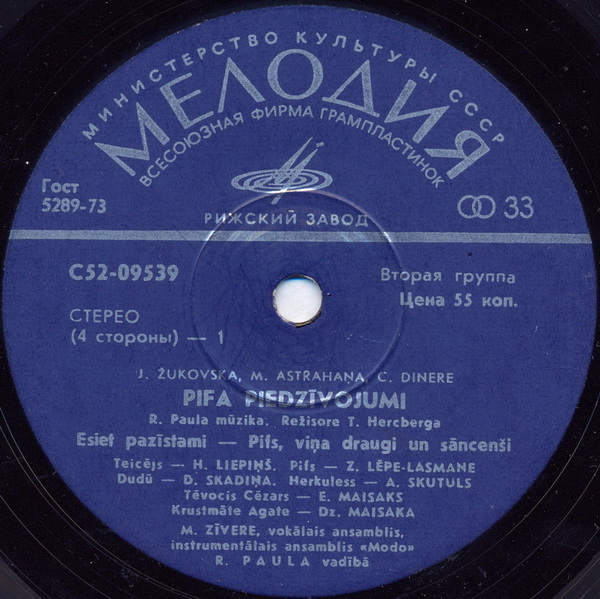 МИНИСТЕРСТВО КУЛЬТУРЫ СССР
МЕЛОДИЯ
ВСЕСОЮЗНАЯ ФИРМА ГРАМПЛАСТИНОК
Гост
5289-73
33
РИЖСКИЙ ЗАВОД
С52-09539
Вторая группа
Цена 55 коп.
СТЕРЕО
(4 стороны) — 1
J. ŽUKOVSKA, M. ASTRAHAŅA, C. DINERE
PIFA PIEDZĪVOJUMI
R. Paula mūzika. Režisore T. Hercberga
Esiet pazīstami — Pifs, viņa draugi un sāncenši
Teicējs — H. LIEPIŅŠ. Pifs — Z. LĒPE-LASMANE
Dudū — D. SKADIŅA. Herkuless — A. SKUTULS
Tēvocis Cēzars — E. MAISAKS
Krustmāte Agate — Dz. MAISAKA
M. ZĪVERE, vokālais ansamblis,
instrumentālais ansamblis «Modo»
R. PAULA vadībā